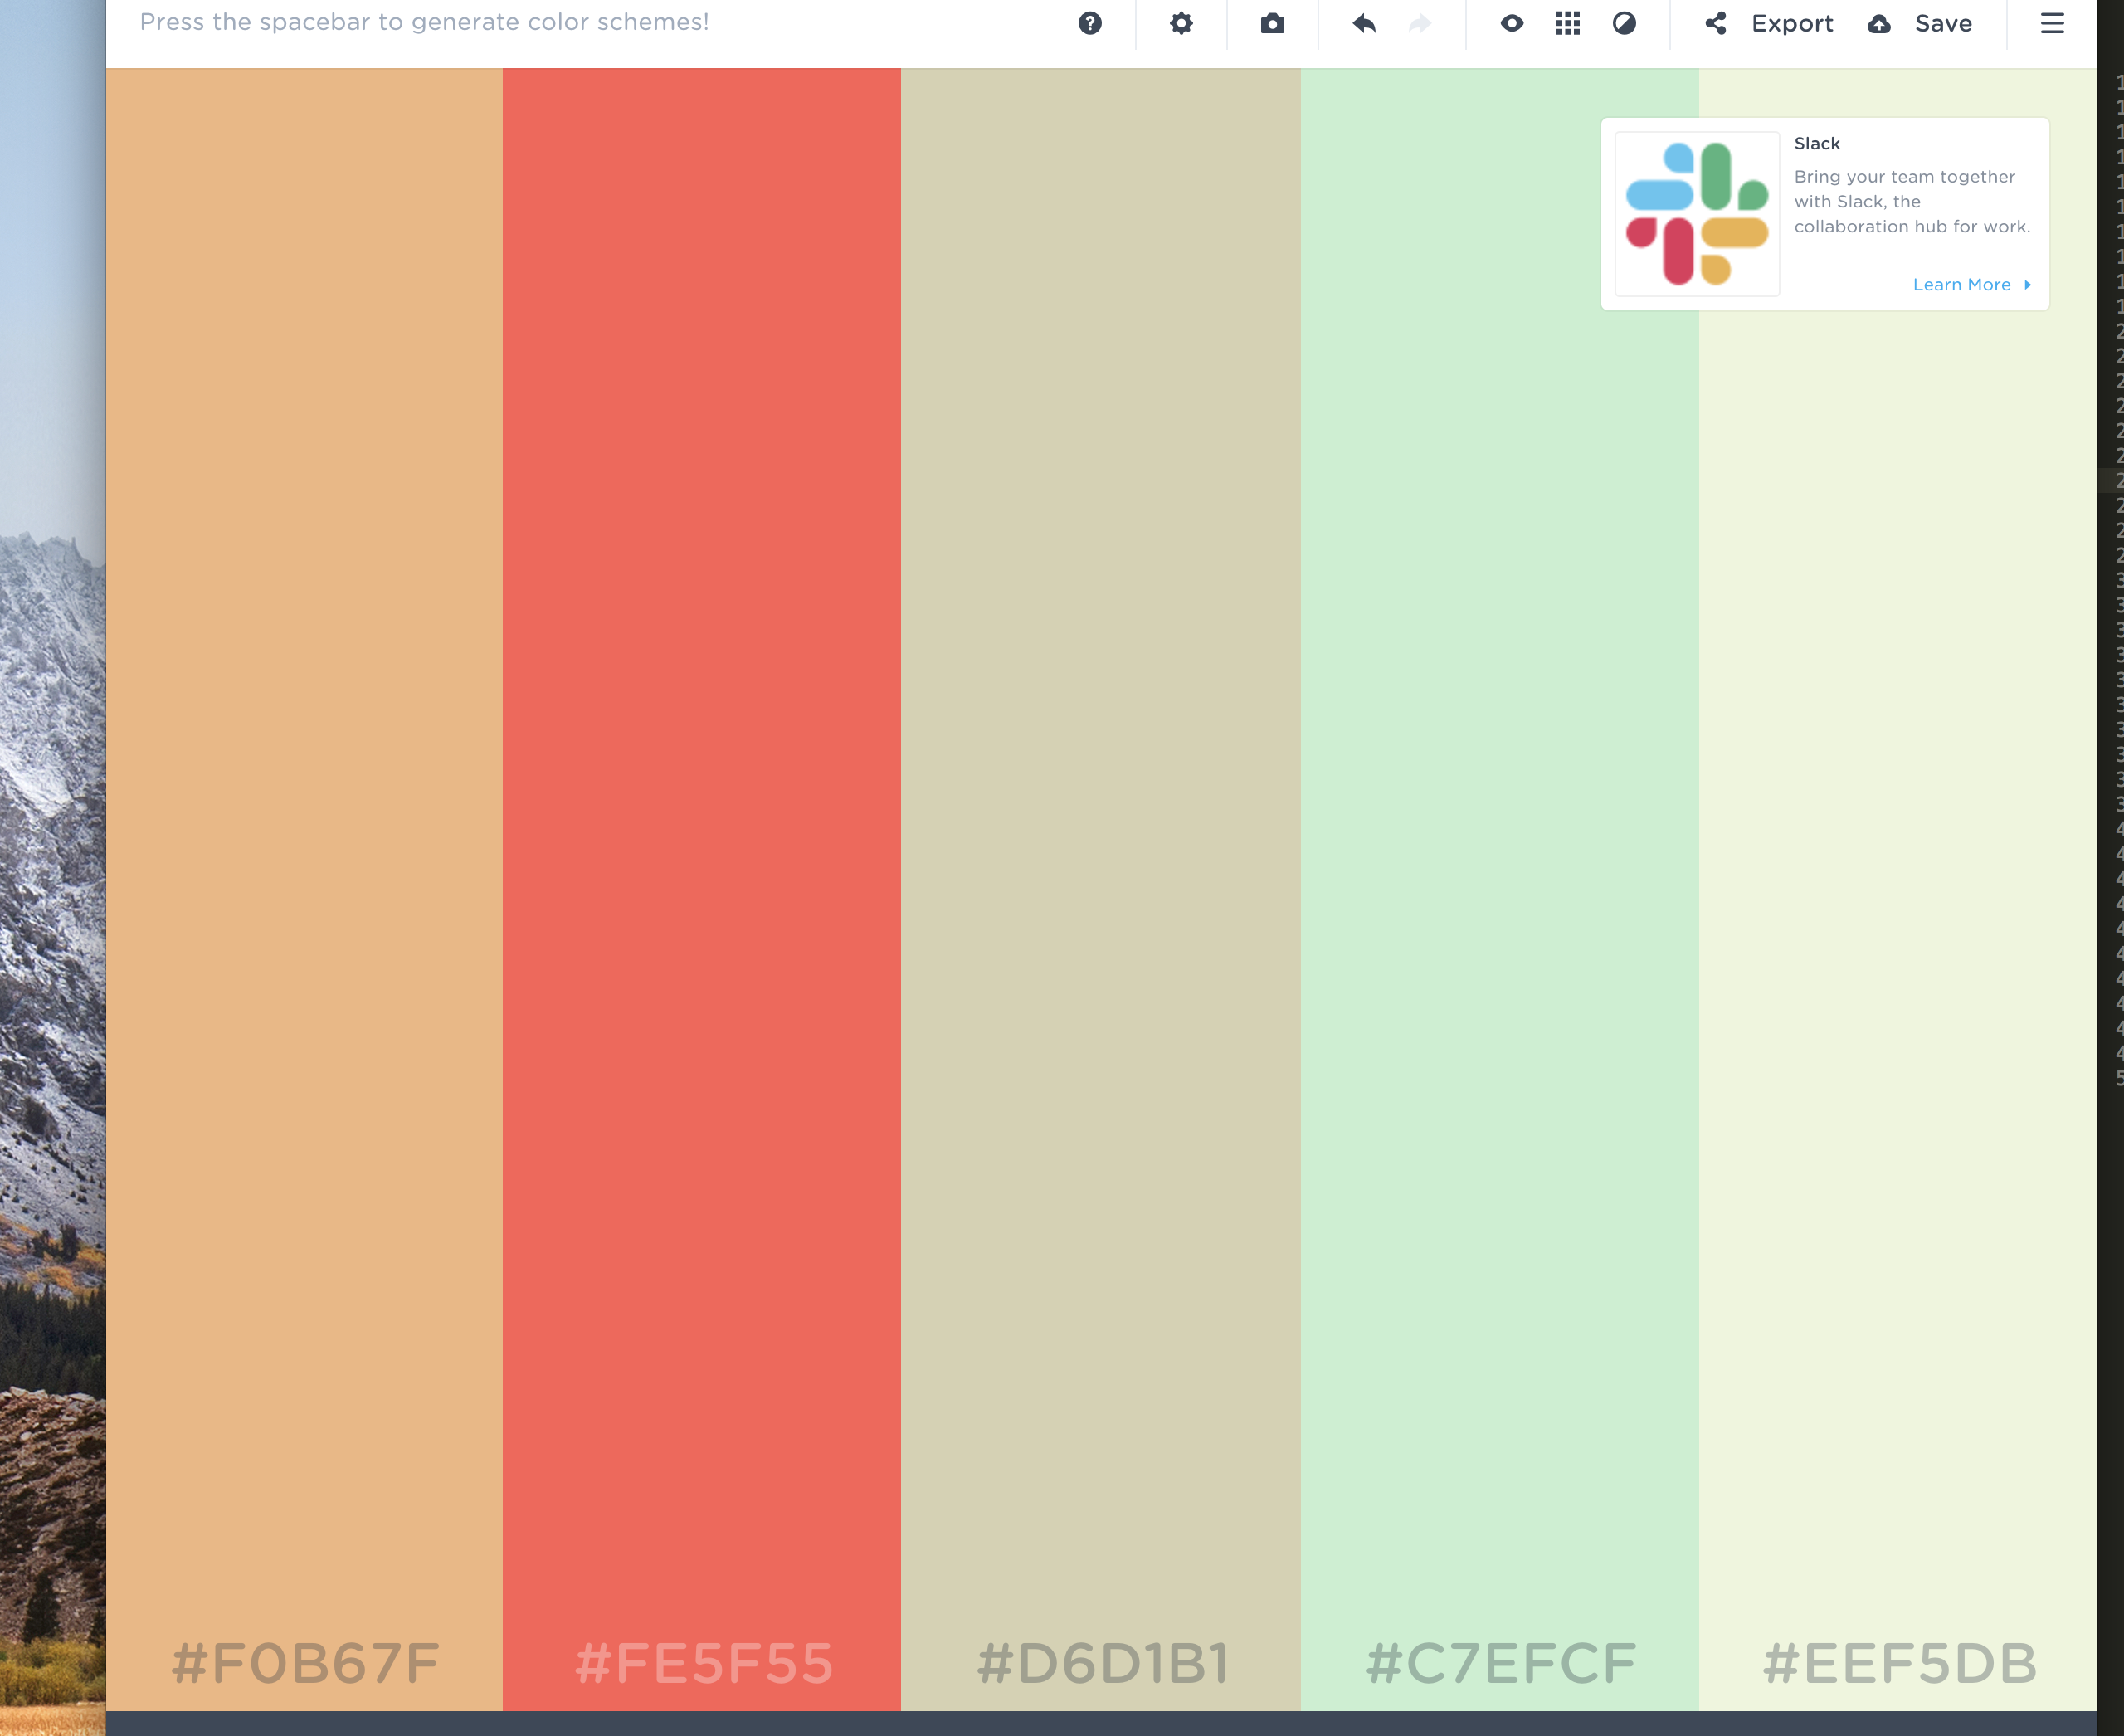 Press the spacebar to generate color schemes!
Export
Save
Slack
Bring your team together
with Slack, the
collaboration hub for work.
Learn More
#F0B67F
#FE5F55
#D6D1B1
#C7EFCF
#EEF5DB